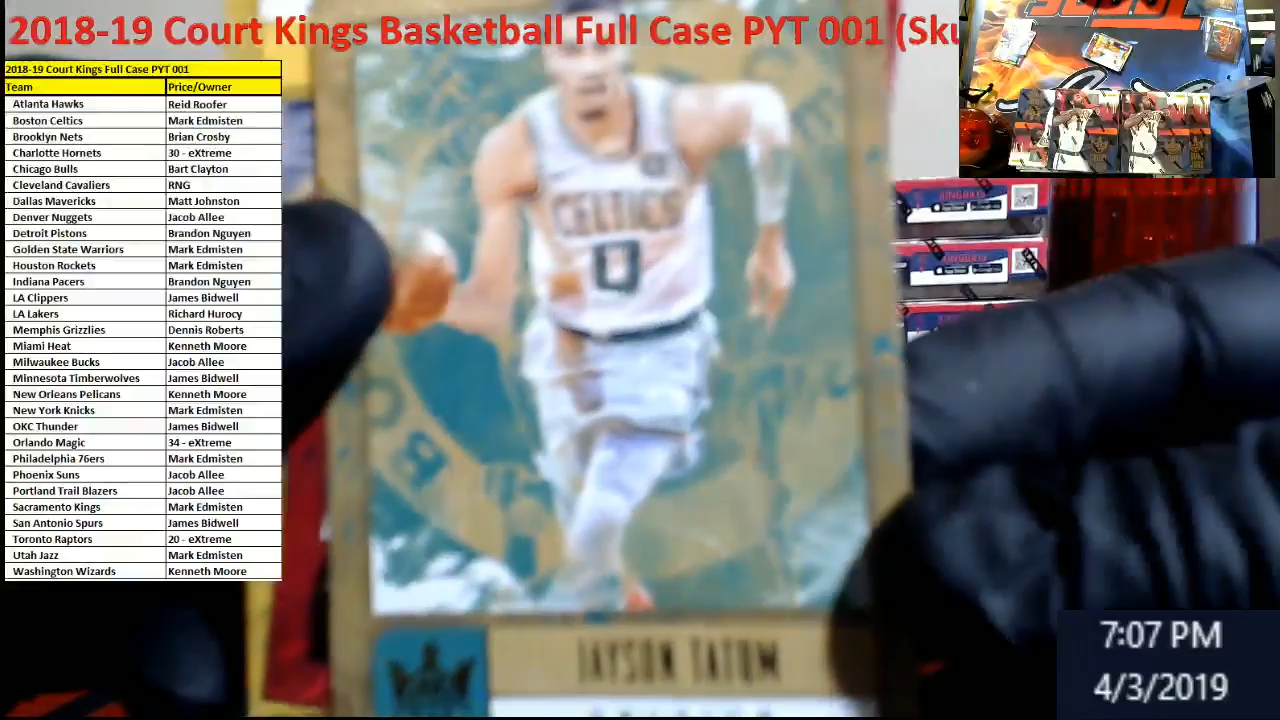 2018-19 Court Kings Basketball Full Case PYT 001 (Sku
2018-19 Court Kings Full Case PYT 001
Team Price/Owner
Atlanta Hawks Reid Roofer
Boston Celtics Mark Edmisten
Brooklyn Nets Brian Crosby
Charlotte Hornets 30 - eXtreme
Chicago Bulls Bart Clayton
Cleveland Cavaliers RNG
Dallas Mavericks Matt Johnston
Denver Nuggets Jacob Allee
Detroit Pistons Brandon Nguyen
Golden State Warriors Mark Edmisten
Houston Rockets Mark Edmisten
Indiana Pacers Brandon Nguyen
LA Clippers James Bidwell
LA Lakers Richard Hurocy
Memphis Grizzlies Dennis Roberts
Miami Heat Kenneth Moore
Milwaukee Bucks Jacob Allee
Minnesota Timberwolves James Bidwell
New Orleans Pelicans Kenneth Moore
New York Knicks Mark Edmisten
OKC Thunder James Bidwell
Orlando Magic 34 - eXtreme
Philadelphia 76ers Mark Edmisten
Phoenix Suns Jacob Allee
Portland Trail Blazers Jacob Allee
Sacramento Kings Mark Edmisten
San Antonio Spurs James Bidwell
Toronto Raptors 20 - eXtreme
Utah Jazz Mark Edmisten
Washington Wizards Kenneth Moore
CELTICS
0
JAYSON TATUM
7:07 PM
4/3/2019